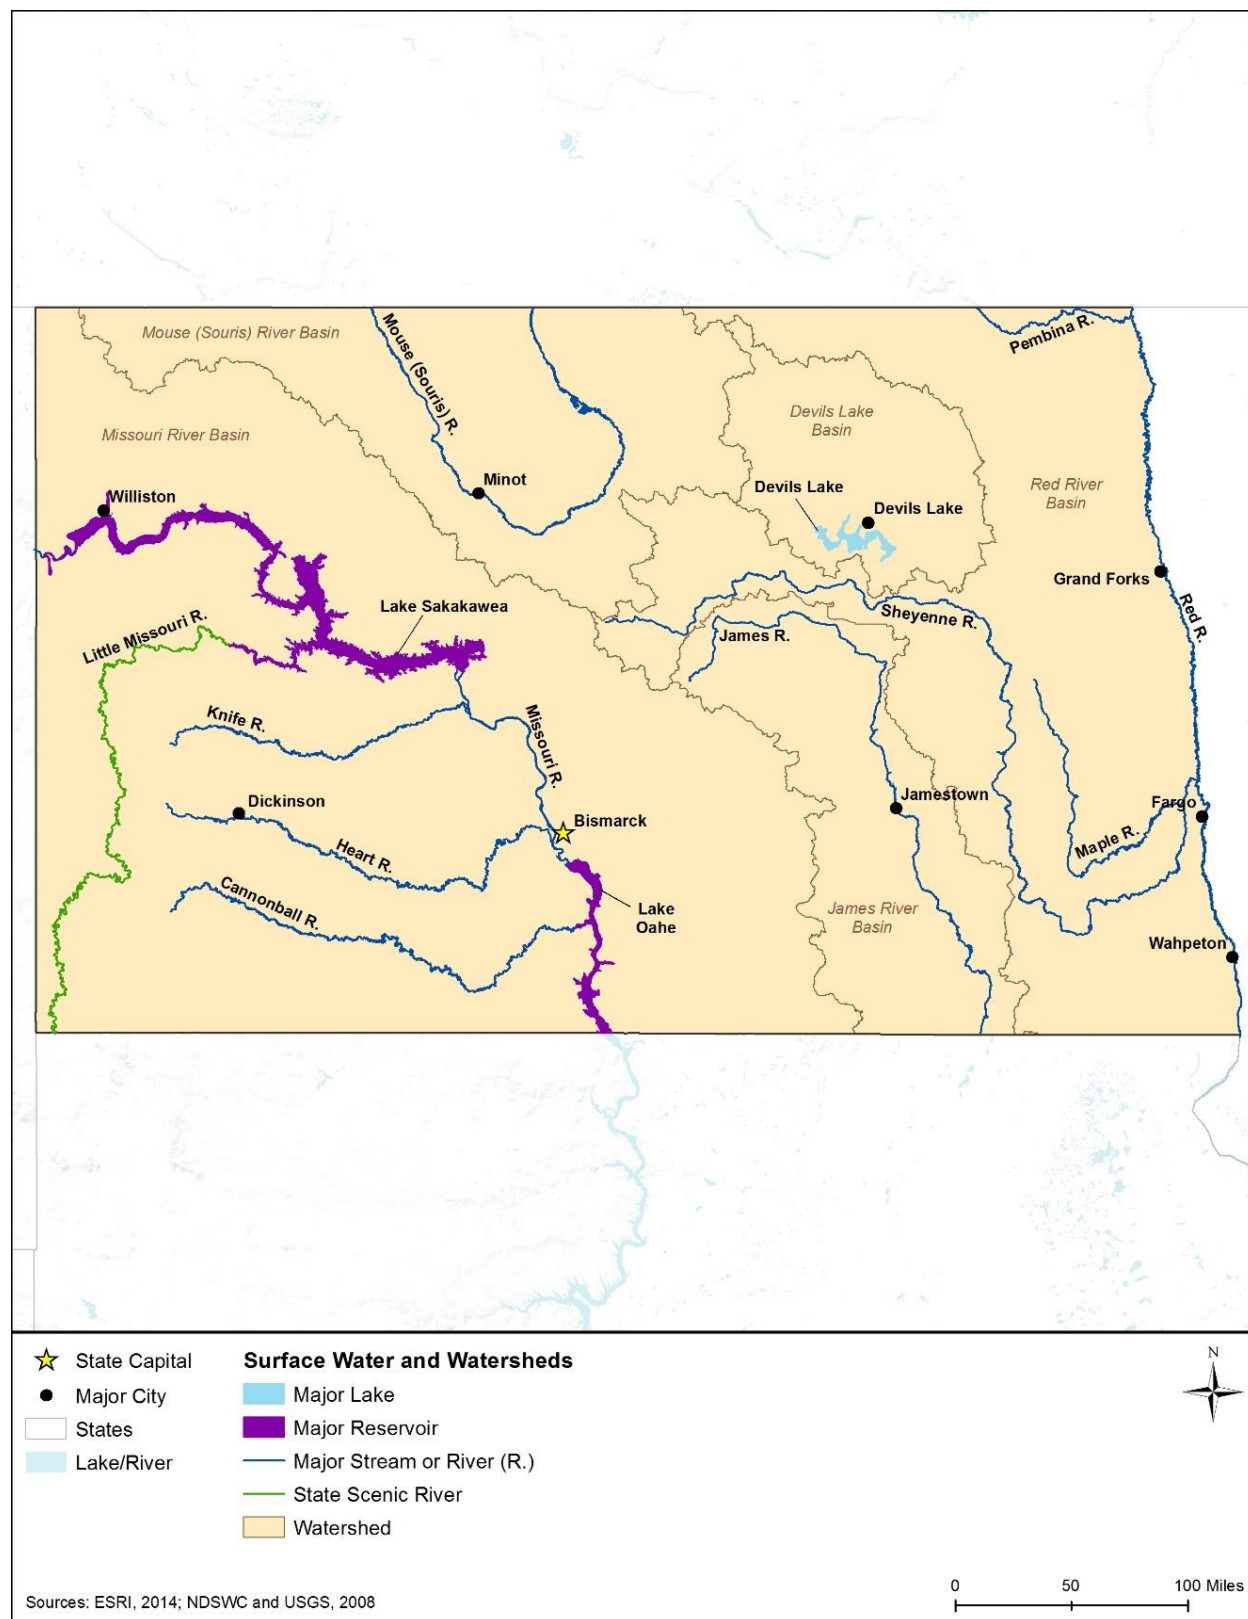 Mouse (Souris) River Basin
Mouse (Souris) R.
Pembina R.
Missouri River Basin
Devils Lake
Basin
Minot
Williston
Devils Lake
Devils Lake
Red River
Basin
Grand Forks
Lake Sakakawea
Little Missouri R.
Sheyenne R.
Red R.
James R.
Knife R.
Missouri R.
Dickinson
Bismarck
Jamestown
Fargo
Heart R.
Maple R.
Cannonball R.
Lake
Oahe
James River
Basin
Wahpeton
State Capital
Major City
States
Lake/River
Surface Water and Watersheds
Major Lake
Major Reservoir
Major Stream or River (R.)
State Scenic River
Watershed
N
Sources: ESRI, 2014; NDSWC and USGS, 2008
0 50 100 Miles